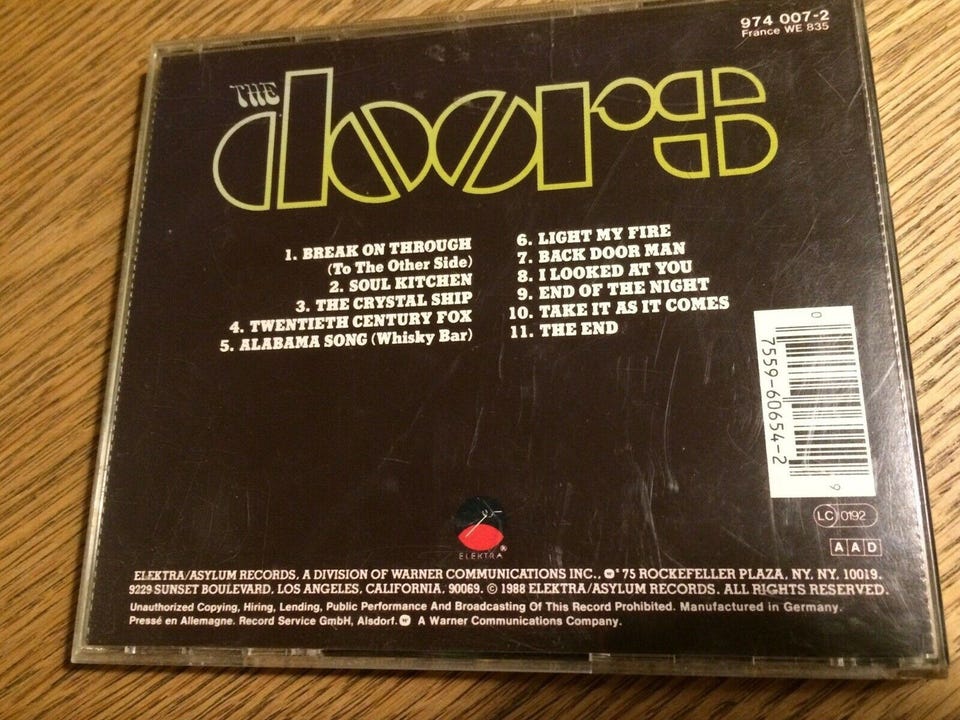 974 007-2
France WE 835
THE
doors
1. BREAK ON THROUGH
(To The Other Side)
2. SOUL KITCHEN
3. THE CRYSTAL SHIP
4. TWENTIETH CENTURY FOX
5. ALABAMA SONG (Whisky Bar)
6. LIGHT MY FIRE
7. BACK DOOR MAN
8. I LOOKED AT YOU
9. END OF THE NIGHT
10. TAKE IT AS IT COMES
11. THE END
0 7559-60654-2 9
LC 0192
AAD
ELEKTRA®
ELEKTRA/ASYLUM RECORDS, A DIVISION OF WARNER COMMUNICATIONS INC., 75 ROCKEFELLER PLAZA, NY, NY, 10019.
9229 SUNSET BOULEVARD, LOS ANGELES, CALIFORNIA, 90069. © 1988 ELEKTRA/ASYLUM RECORDS. ALL RIGHTS RESERVED.
Unauthorized Copying, Hiring, Lending, Public Performance And Broadcasting Of This Record Prohibited. Manufactured in Germany.
Pressé en Allemagne. Record Service GmbH, Alsdorf. A Warner Communications Company.